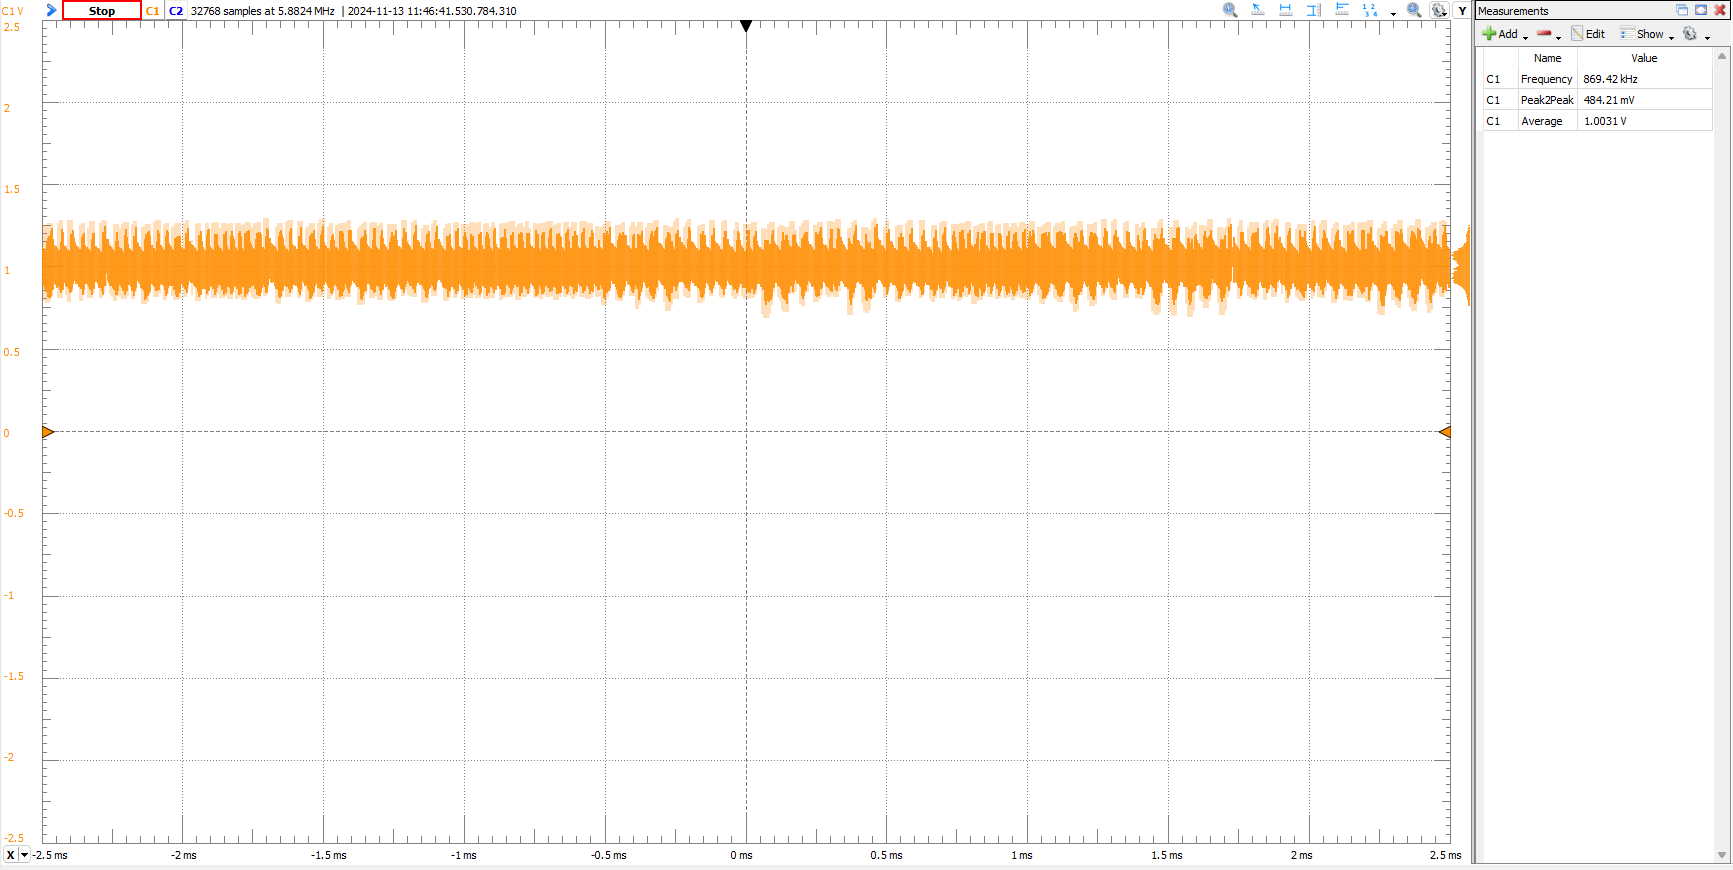 C1 V Stop C1 C2 32768 samples at 5.8824 MHz | 2024-11-13 11:46:41.530.784.310 Y
2.5
2
1.5
1
0.5
0
-0.5
-1
-1.5
-2
-2.5
X -2.5 ms -2 ms -1.5 ms -1 ms -0.5 ms 0 ms 0.5 ms 1 ms 1.5 ms 2 ms 2.5 ms
Measurements
Add Edit Show
Name Value
C1 Frequency 869.42 kHz
C1 Peak2Peak 484.21 mV
C1 Average 1.0031 V